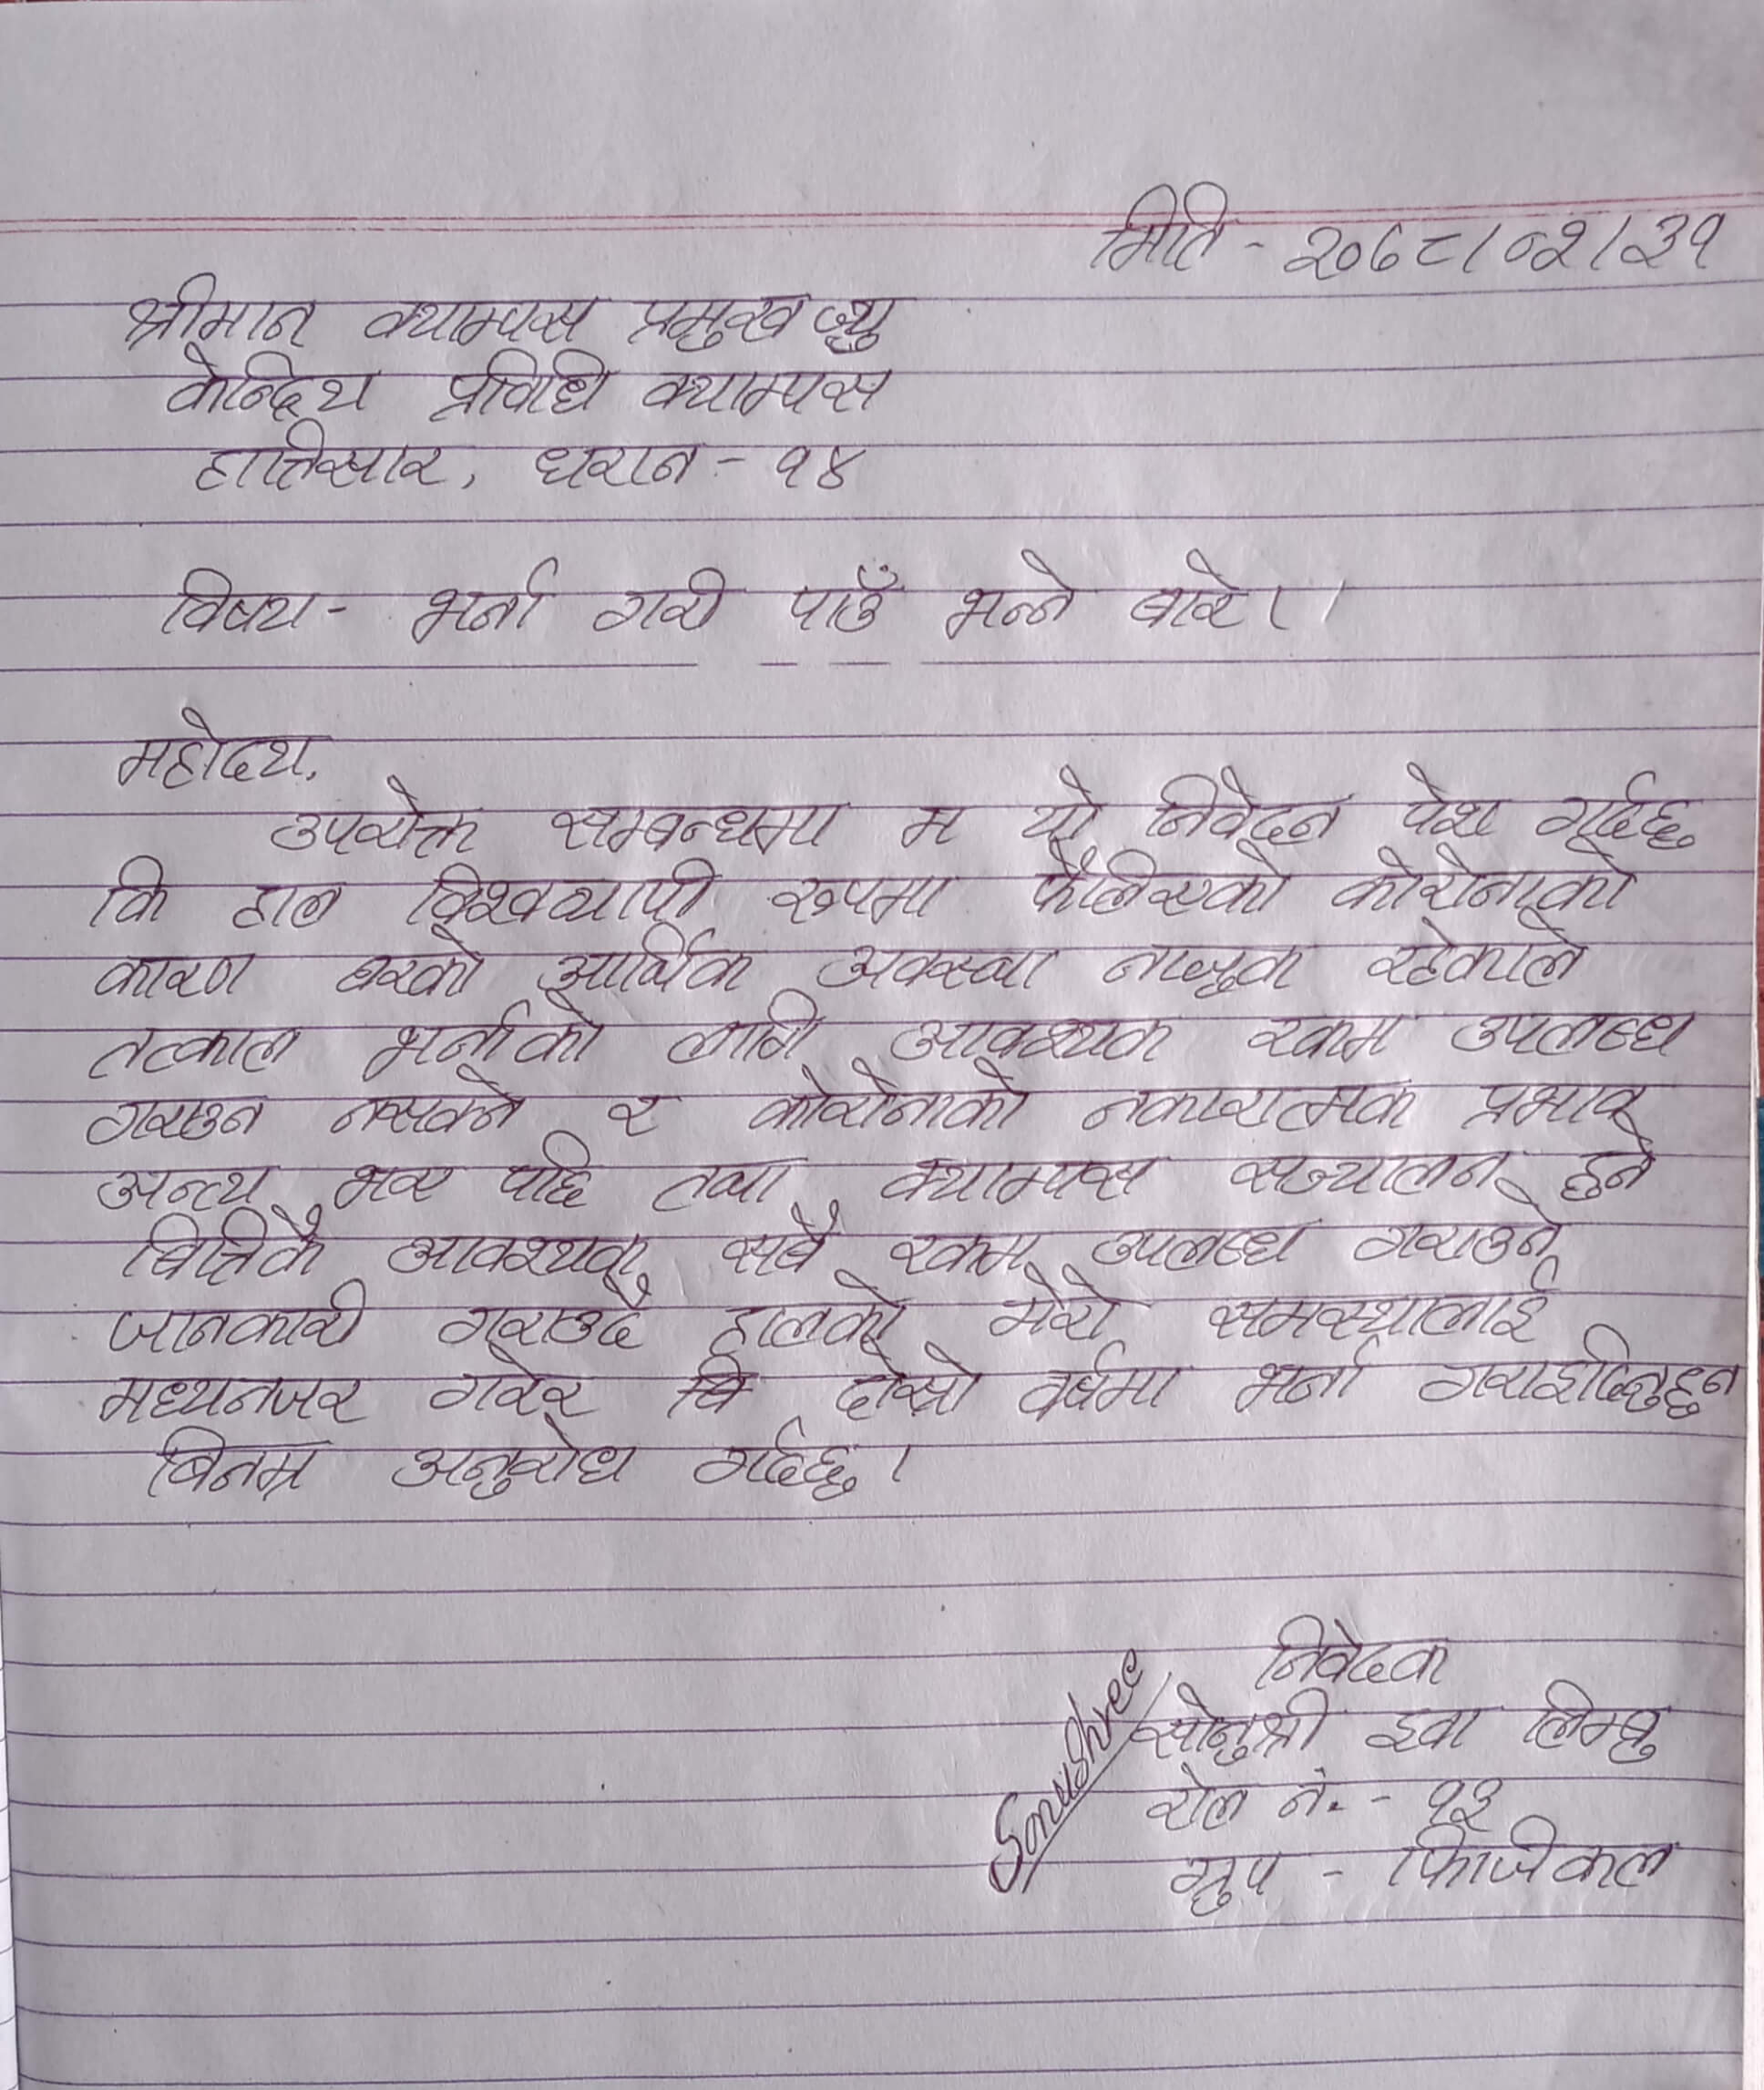 मिति - २०७८/०२/३१
श्रीमान क्याम्पस प्रमुख ज्यु
केन्दिय प्रविधि क्याम्पस
हात्तिसार, धरान - १४
विषय - भर्ना गरी पाउँ भन्ने बारे।।
महोदय,
उपरोक्त सम्बन्धमा म यो निवेदन पेश गर्दछु
कि हाल विश्वव्यापी रुपमा फैलिएको कोरोनाको
कारण घरको आर्थिक अवस्था नाजुक रहेकाले
तत्काल भर्नाको लागि आवश्यक रकम उपलब्ध
गराउन नसक्ने र कोरोनाको नकारात्मक प्रभाव
अन्त्य भए पछि तथा क्याम्पस सञ्चालन हुने
बित्तिकै आवश्यक सबै रकम उपलब्ध गराउने
जानकारी गराउदै हालको मेरो समस्यालाई
मध्यनजर गरेर दोस्रो वर्षमा भर्ना गराइदिनुहुन
बिनम्र अनुरोध गर्दछु।
निवेदक
सोनुश्री इवा लिम्बु
Sonushree
रोल नं. - १३
ग्रुप - फिजिकल